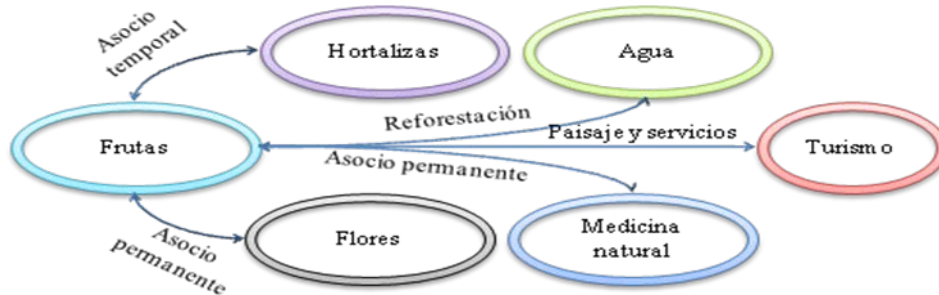 Asocio
temporal
Hortalizas
Agua
Reforestación
Paisaje y servicios
Frutas
Turismo
Asocio permanente
Asocio
permanente
Flores
Medicina
natural